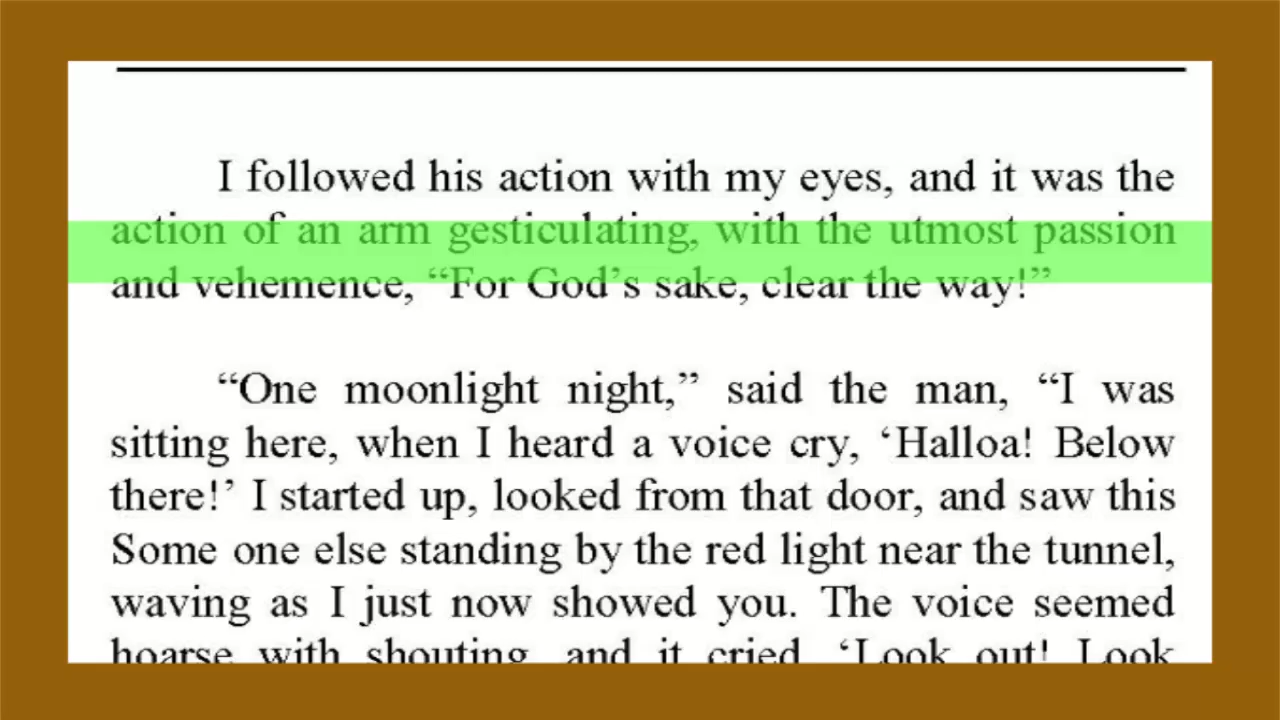 I followed his action with my eyes, and it was the
action of an arm gesticulating, with the utmost passion
and vehemence, “For God’s sake, clear the way!”
“One moonlight night,” said the man, “I was
sitting here, when I heard a voice cry, ‘Halloa! Below
there!’ I started up, looked from that door, and saw this
Some one else standing by the red light near the tunnel,
waving as I just now showed you. The voice seemed
hoarse with shouting, and it cried, ‘Look out! Look